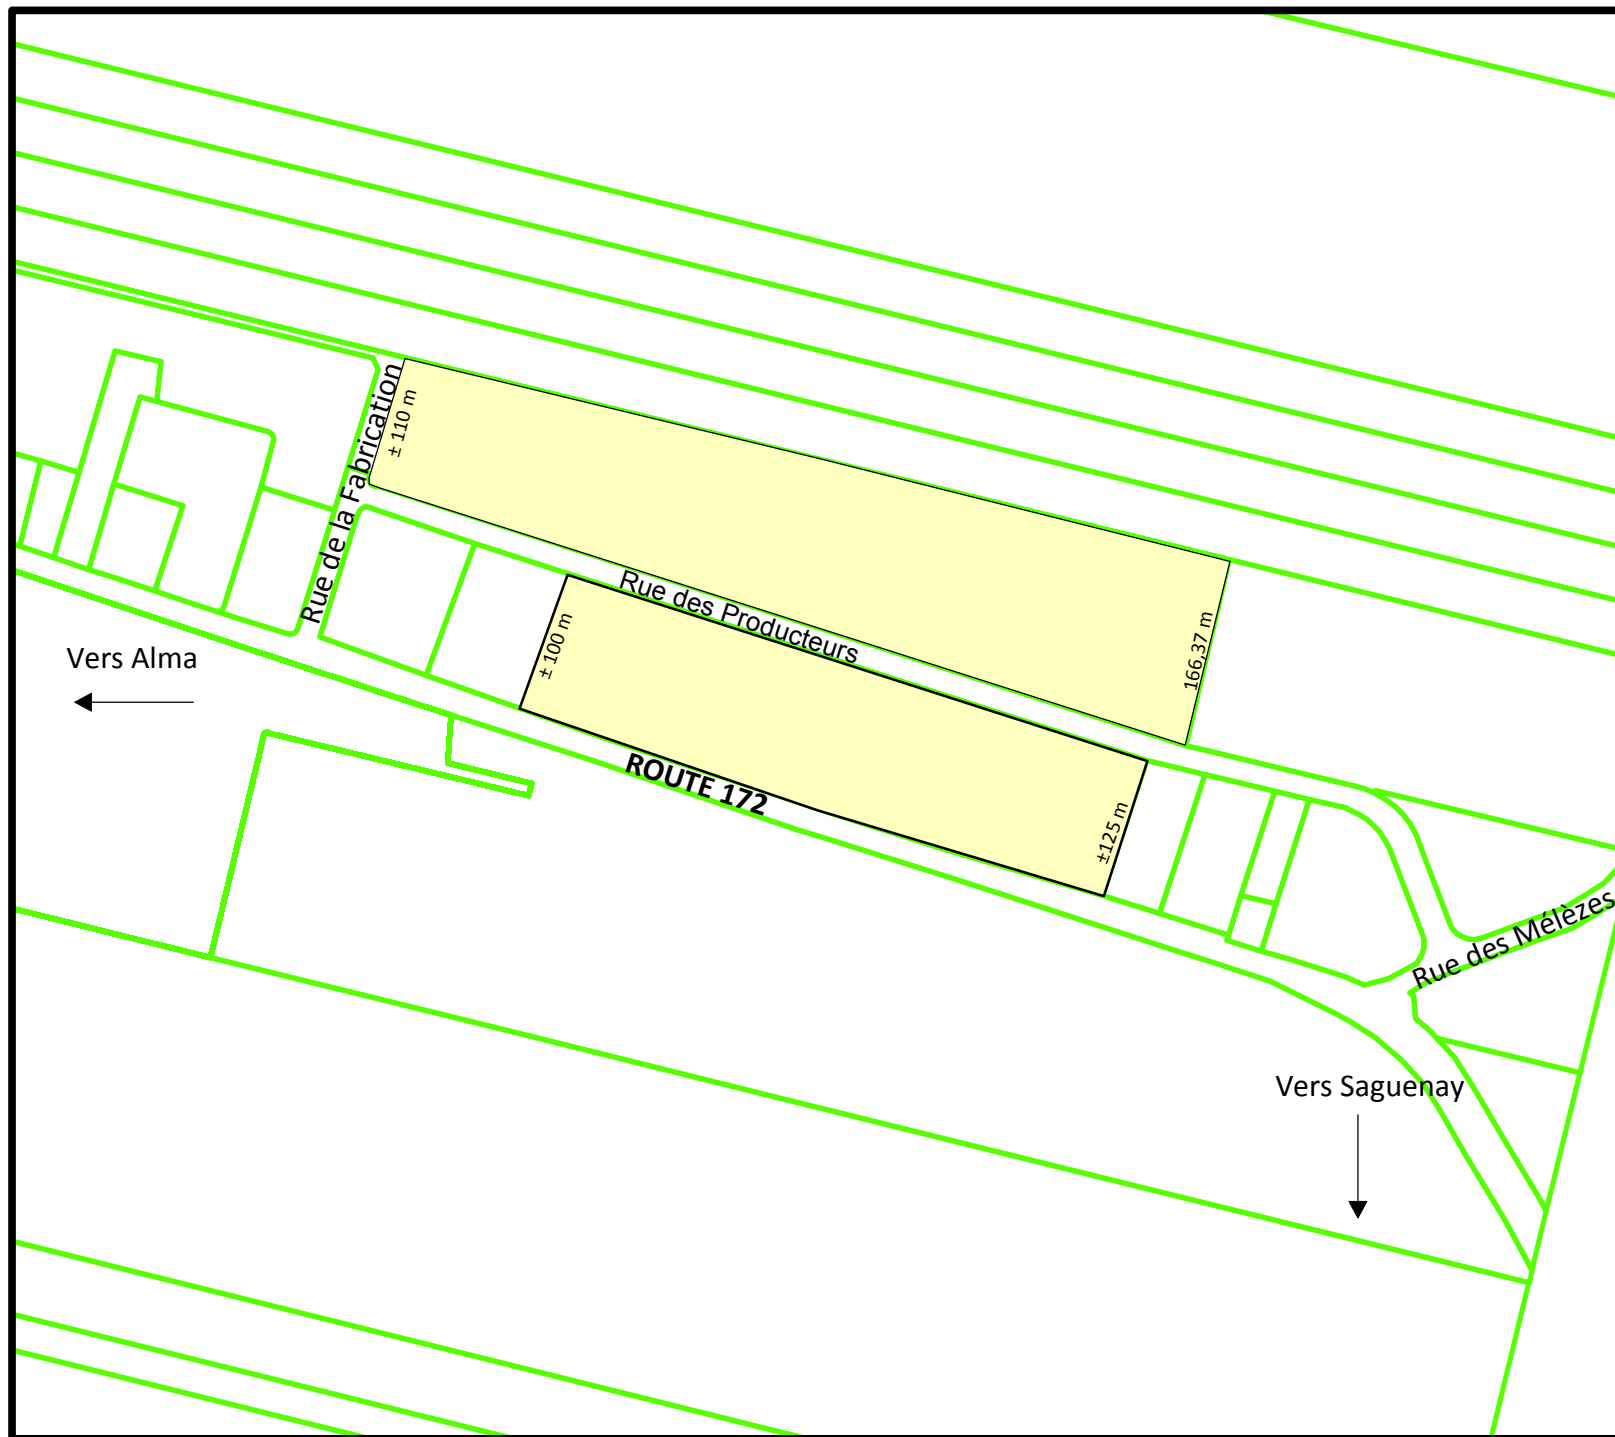 ± 110 m
Rue de la Fabrication
Rue des Producteurs
± 100 m
166,37 m
Vers Alma
ROUTE 172
±125 m
Rue des Mélèzes
Vers Saguenay